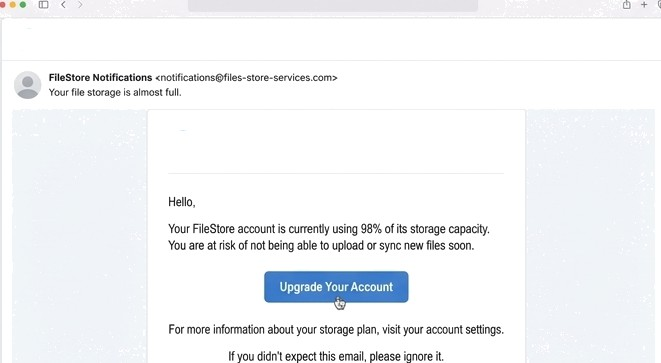 FileStore Notifications <notifications@files-store-services.com>
Your file storage is almost full.
Hello,
Your FileStore account is currently using 98% of its storage capacity.
You are at risk of not being able to upload or sync new files soon.
Upgrade Your Account
For more information about your storage plan, visit your account settings.
If you didn't expect this email, please ignore it.